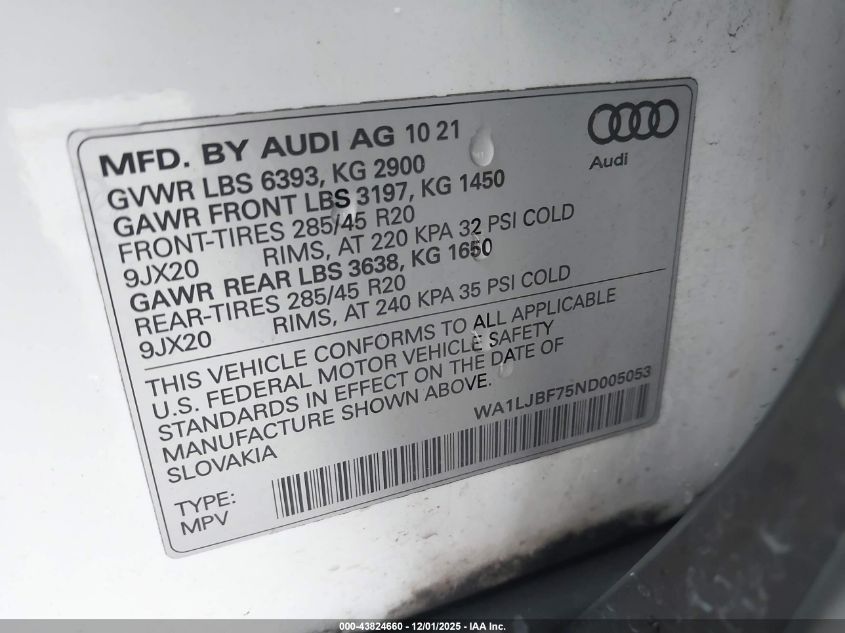 MFD. BY AUDI AG 10 21
Audi
GVWR LBS 6393, KG 2900
GAWR FRONT LBS 3197, KG 1450
FRONT-TIRES 285/45 R20
9JX20 RIMS, AT 220 KPA 32 PSI COLD
GAWR REAR LBS 3638, KG 1650
REAR-TIRES 285/45 R20
9JX20 RIMS, AT 240 KPA 35 PSI COLD
THIS VEHICLE CONFORMS TO ALL APPLICABLE
U.S. FEDERAL MOTOR VEHICLE SAFETY
STANDARDS IN EFFECT ON THE DATE OF
MANUFACTURE SHOWN ABOVE.
SLOVAKIA
WA1LJBF75ND005053
TYPE:
MPV
000-43824660 - 12/01/2025 - IAA Inc.